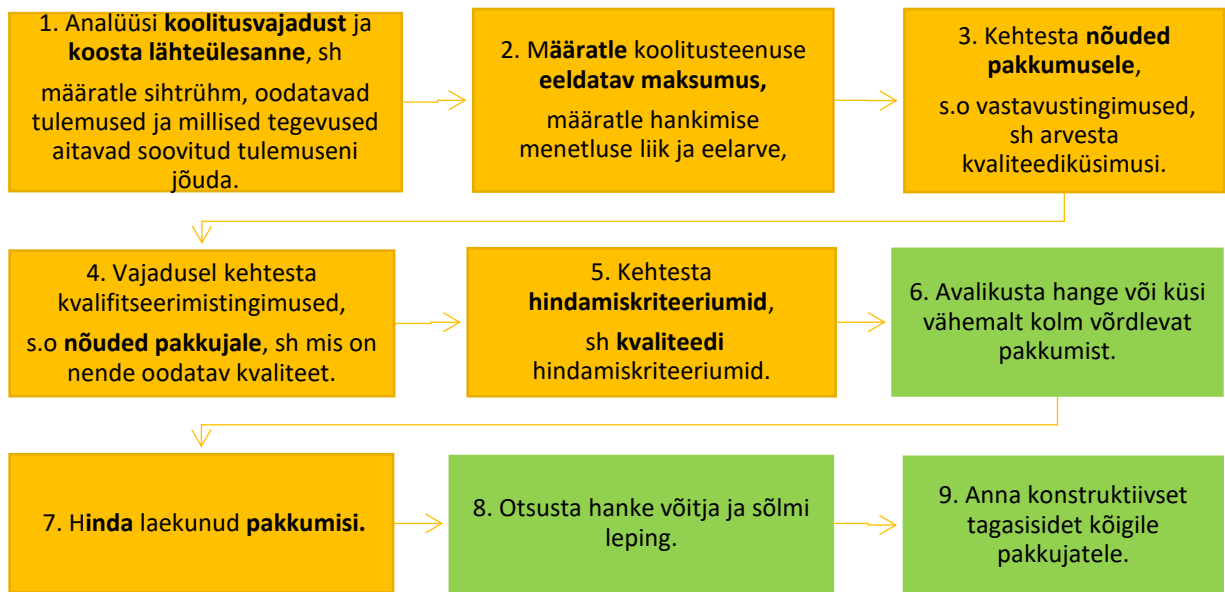 1. Analüüsi koolitusvajadust ja
koosta lähteülesanne, sh
määratle sihtrühm, oodatavad
tulemused ja millised tegevused
aitavad soovitud tulemuseni
jõuda.
2. Määratle koolitusteenuse
eeldatav maksumus,
määratle hankimise
menetluse liik ja eelarve,
3. Kehtesta nõuded
pakkumusele,
s.o vastavustingimused,
sh arvesta
kvaliteediküsimusi.
4. Vajadusel kehtesta
kvalifitseerimistingimused,
s.o nõuded pakkujale, sh mis on
nende oodatav kvaliteet.
5. Kehtesta
hindamiskriteeriumid,
sh kvaliteedi
hindamiskriteeriumid.
6. Avalikusta hange või küsi
vähemalt kolm võrdlevat
pakkumist.
7. Hinda laekunud pakkumisi.
8. Otsusta hanke võitja ja sõlmi
leping.
9. Anna konstruktiivset
tagasisidet kõigile
pakkujatele.